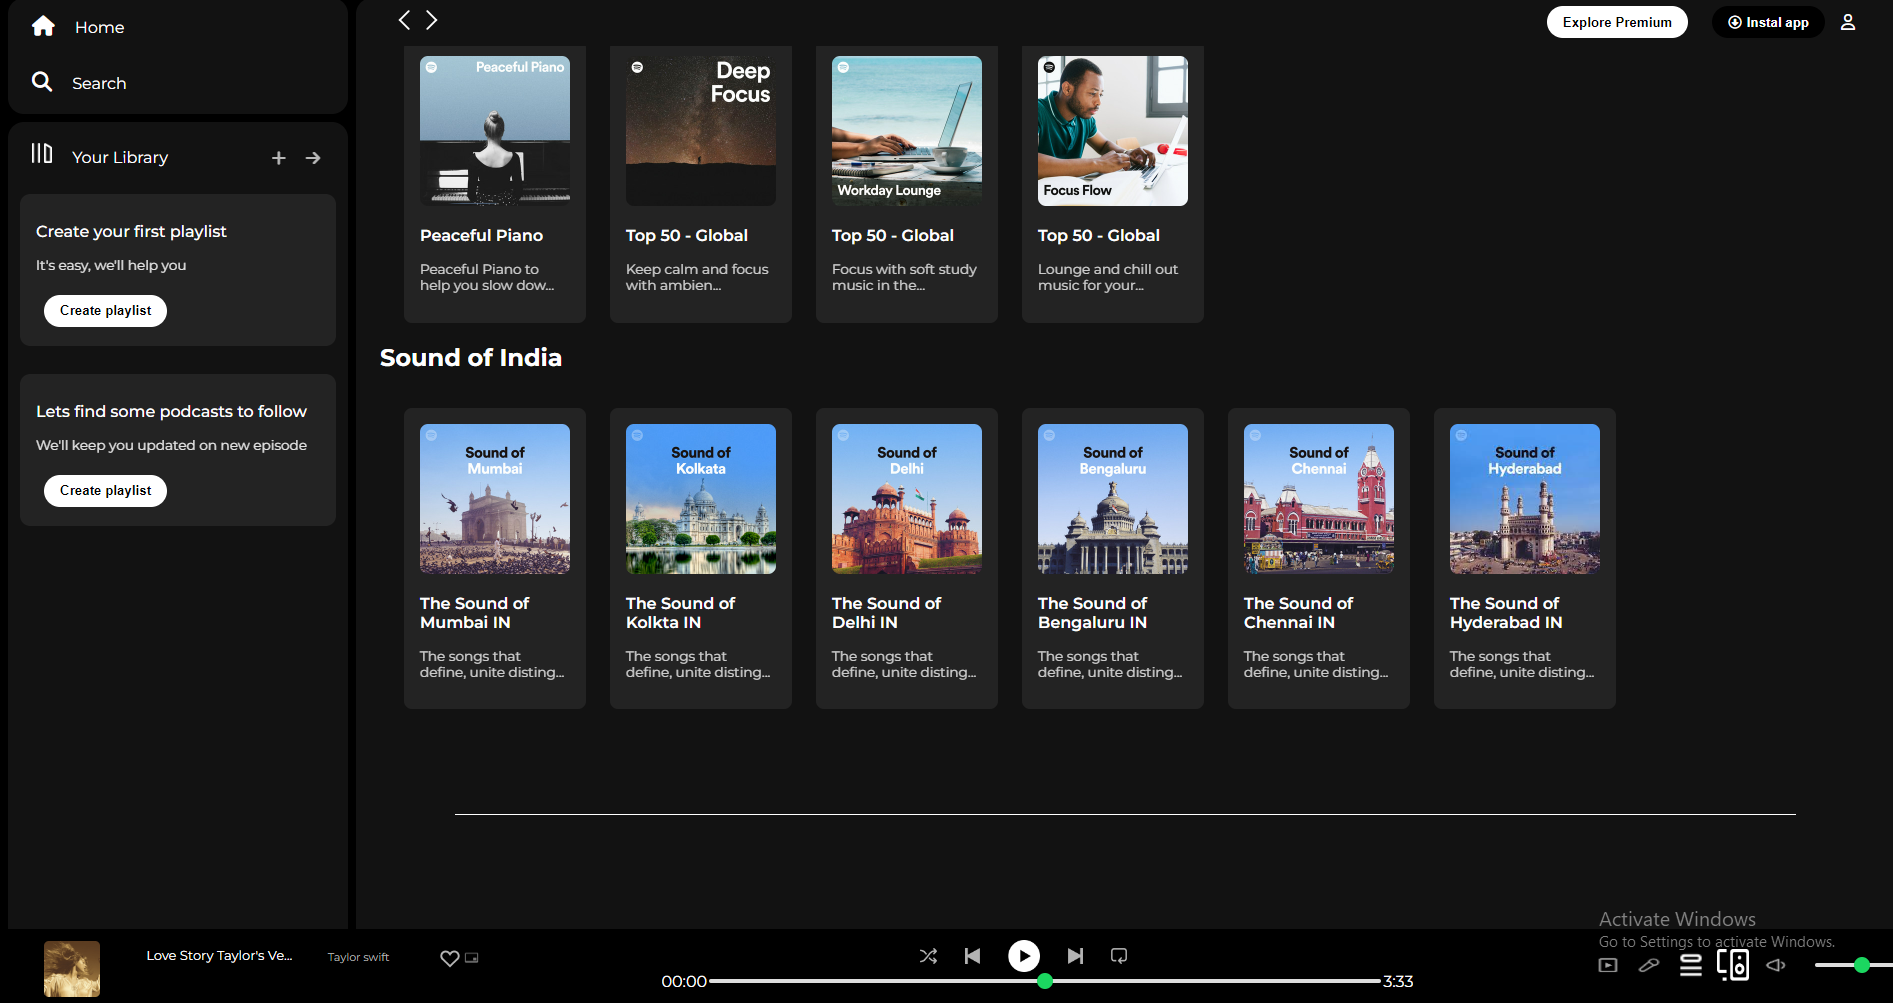 Home
Search
Your Library
Create your first playlist
It's easy, we'll help you
Create playlist
Lets find some podcasts to follow
We'll keep you updated on new episode
Create playlist
Explore Premium
Instal app
Peaceful Piano
Deep
Focus
Workday Lounge
Focus Flow
Peaceful Piano
Peaceful Piano to
help you slow dow...
Top 50 - Global
Keep calm and focus
with ambien...
Top 50 - Global
Focus with soft study
music in the...
Top 50 - Global
Lounge and chill out
music for your...
Sound of India
Sound of
Mumbai
The Sound of
Mumbai IN
The songs that
define, unite disting...
Sound of
Kolkata
The Sound of
Kolkta IN
The songs that
define, unite disting...
Sound of
Delhi
The Sound of
Delhi IN
The songs that
define, unite disting...
Sound of
Bengaluru
The Sound of
Bengaluru IN
The songs that
define, unite disting...
Sound of
Chennai
The Sound of
Chennai IN
The songs that
define, unite disting...
Sound of
Hyderabad
The Sound of
Hyderabad IN
The songs that
define, unite disting...
Activate Windows
Go to Settings to activate Windows.
Love Story Taylor's Ve...
Taylor swift
00:00
3:33